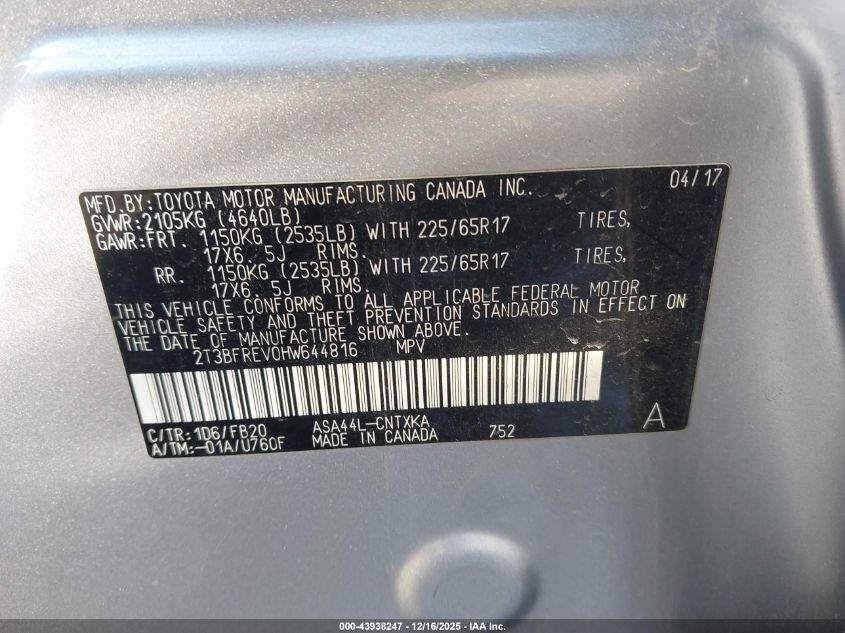 MFD.BY:TOYOTA MOTOR MANUFACTURING CANADA INC. 04/17
GVWR:2105KG (4640LB)
GAWR:FRT. 1150KG (2535LB) WITH 225/65R17 TIRES,
17X6. 5J RIMS.
RR. 1150KG (2535LB) WITH 225/65R17 TIRES,
17X6. 5J RIMS.
THIS VEHICLE CONFORMS TO ALL APPLICABLE FEDERAL MOTOR
VEHICLE SAFETY AND THEFT PREVENTION STANDARDS IN EFFECT ON
THE DATE OF MANUFACTURE SHOWN ABOVE.
2T3BFREV0HW644816 MPV
C/TR:1D6/FB20 ASA44L-CNTXKA
A/TM:-01A/U760F MADE IN CANADA 752 A
000-43938247 - 12/16/2025 - IAA Inc.